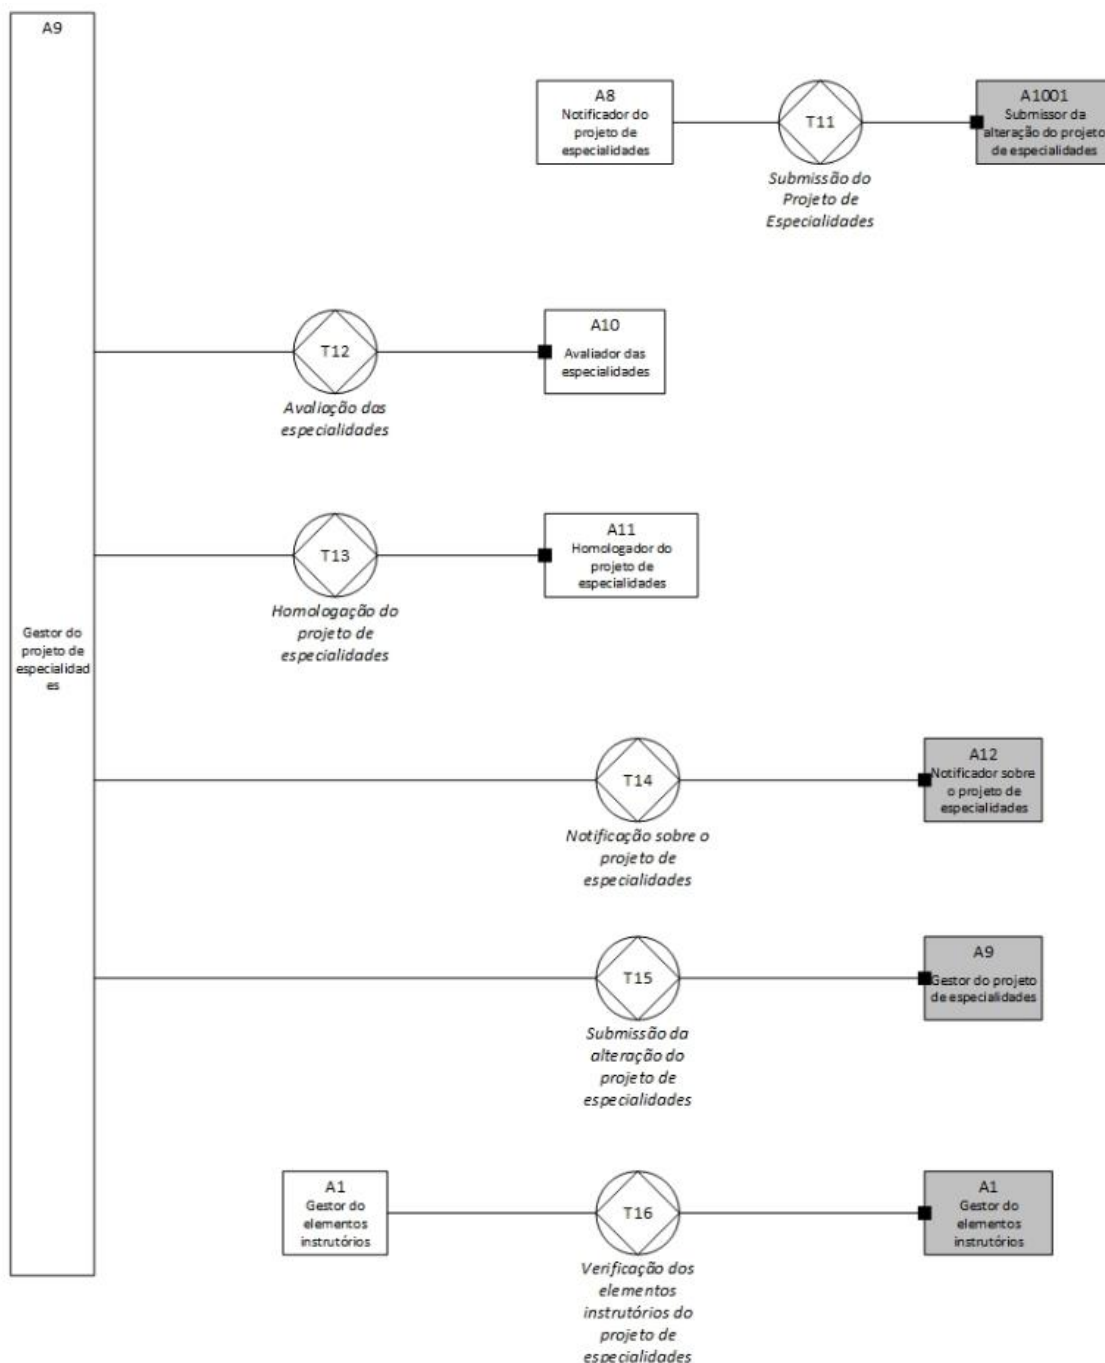 A9
A8
Notificador do
projeto de
especialidades
T11
Submissão do
Projeto de
Especialidades
A1001
Submissor da
alteração do projeto
de especialidades
T12
Avaliação das
especialidades
A10
Avaliador das
especialidades
T13
Homologação do
projeto de
especialidades
A11
Homologador do
projeto de
especialidades
Gestor do
projeto de
especialidad
es
T14
Notificação sobre o
projeto de
especialidades
A12
Notificador sobre
o projeto de
especialidades
T15
Submissão da
alteração do
projeto de
especialidades
A9
Gestor do projeto
de especialidades
A1
Gestor do
elementos
instrutórios
T16
Verificação dos
elementos
instrutórios do
projeto de
especialidades
A1
Gestor do
elementos
instrutórios